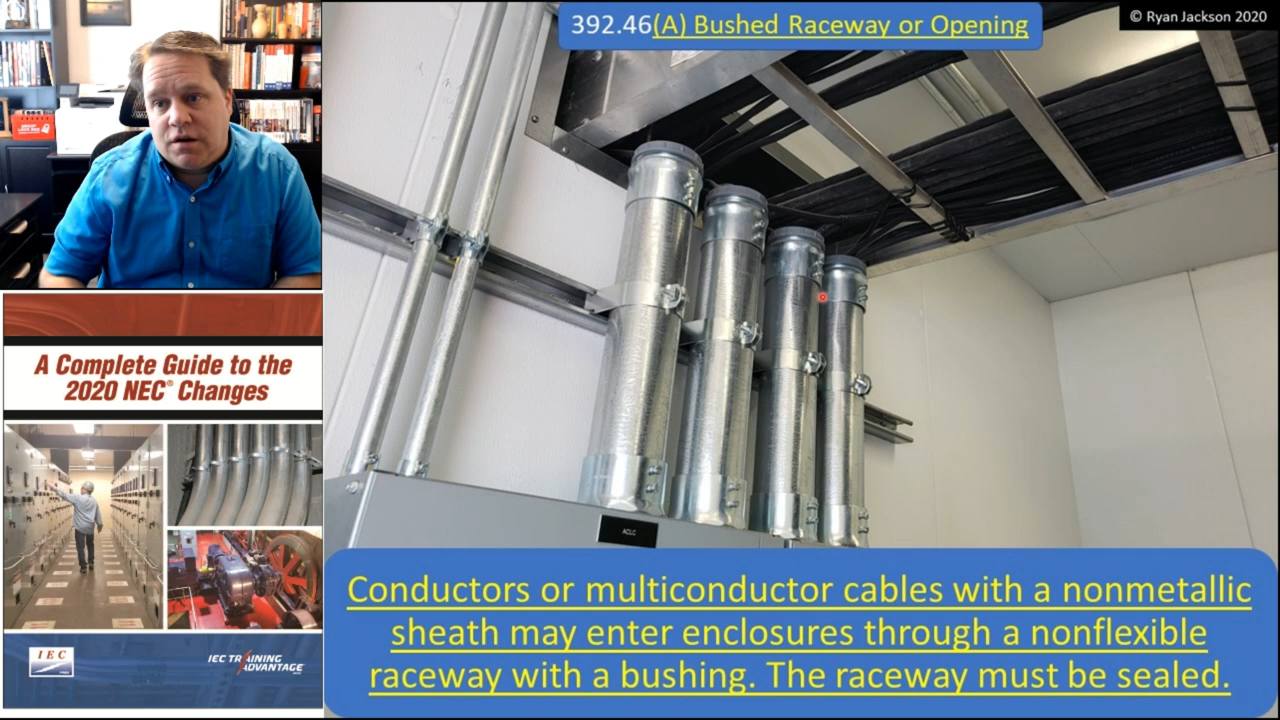 392.46(A) Bushed Raceway or Opening
© Ryan Jackson 2020
A Complete Guide to the
2020 NEC® Changes
ACLC
IEC
IEC TRAINING
ADVANTAGE
Conductors or multiconductor cables with a nonmetallic
sheath may enter enclosures through a nonflexible
raceway with a bushing. The raceway must be sealed.